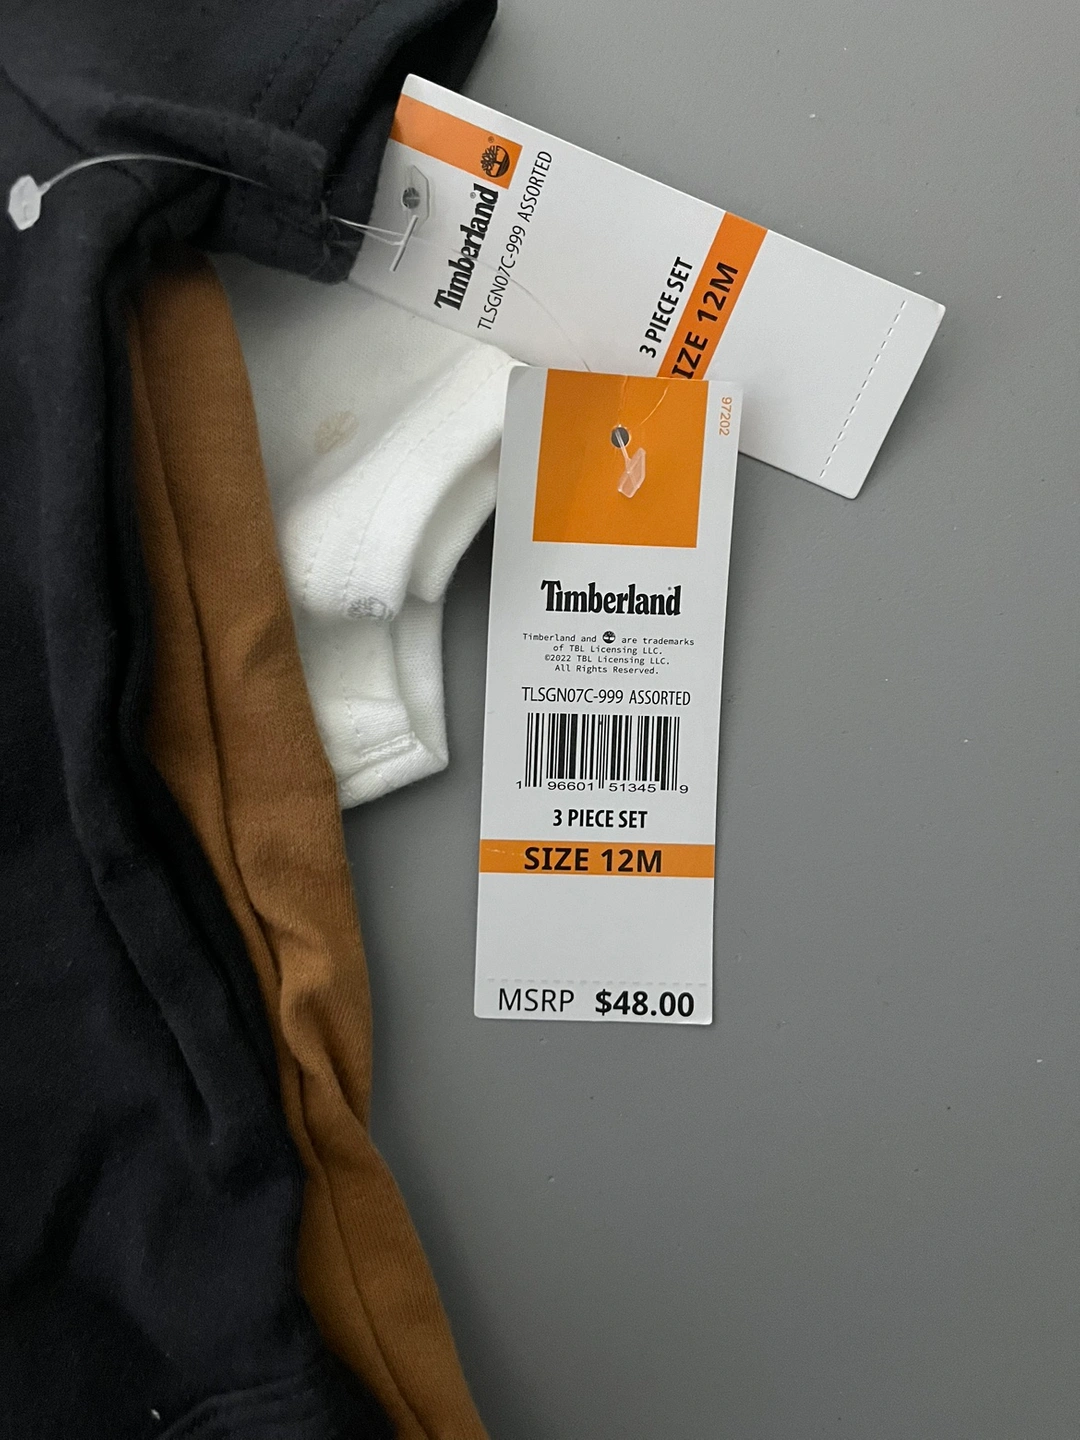 Timberland®
TLSGN07C-999 ASSORTED
3 PIECE SET
SIZE 12M
97202
Timberland
Timberland and are trademarks
of TBL Licensing LLC.
©2022 TBL Licensing LLC.
All Rights Reserved.
TLSGN07C-999 ASSORTED
1 96601 51345 9
3 PIECE SET
SIZE 12M
MSRP $48.00